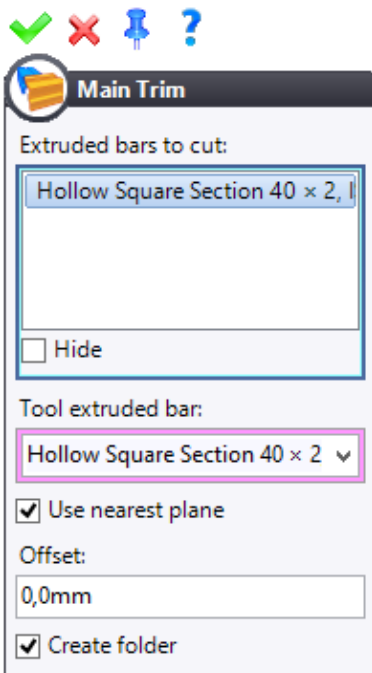 ?
Main Trim
Extruded bars to cut:
Hollow Square Section 40 × 2,
Hide
Tool extruded bar:
Hollow Square Section 40 × 2
Use nearest plane
Offset:
0,0mm
Create folder